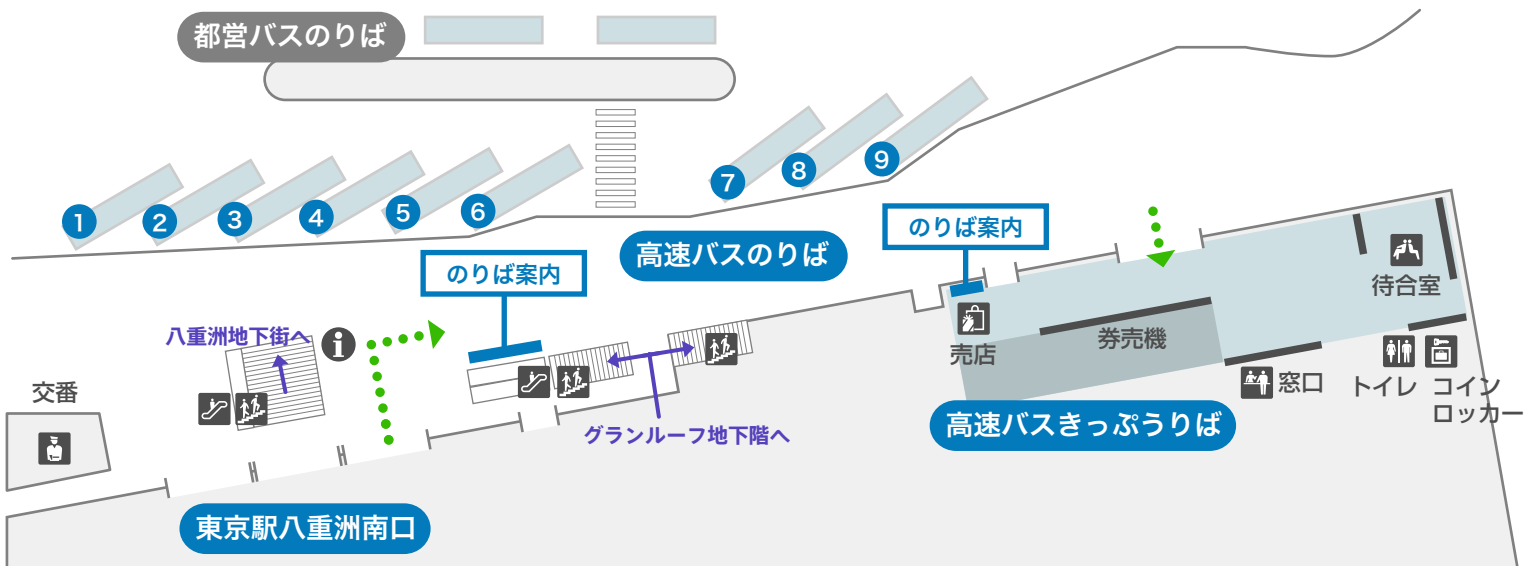 都営バスのりば
1
2
3
4
5
6
7
8
9
高速バスのりば
のりば案内
のりば案内
八重洲地下街へ
i
待合室
売店
券売機
窓口
トイレ
コイン
ロッカー
交番
グランルーフ地下階へ
高速バスきっぷうりば
東京駅八重洲南口